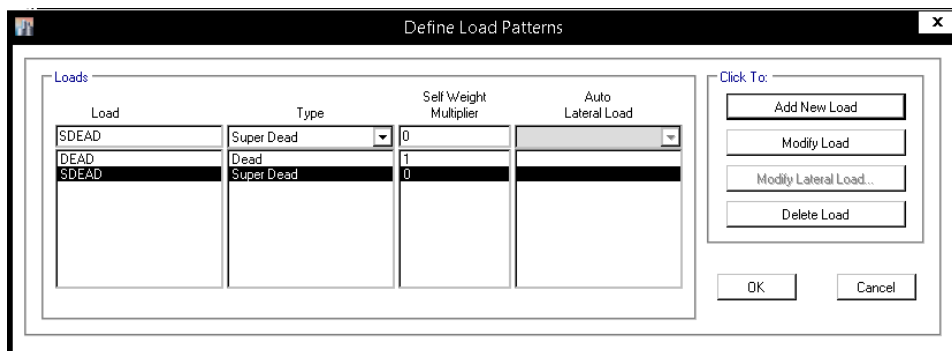 Define Load Patterns
x
Loads
Load Type Self Weight Multiplier Auto Lateral Load
SDEAD Super Dead 0
DEAD Dead 1
SDEAD Super Dead 0
Click To:
Add New Load
Modify Load
Modify Lateral Load...
Delete Load
OK Cancel